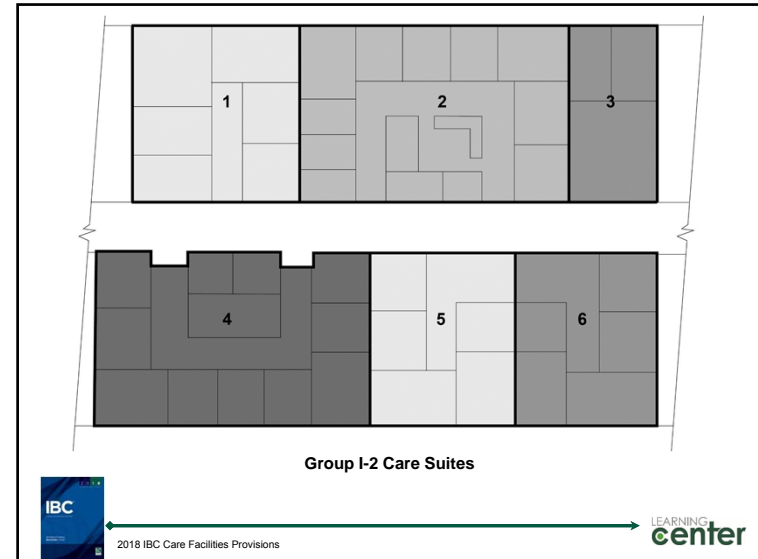 1
2
3
4
5
6
Group I-2 Care Suites
IBC
2018 IBC Care Facilities Provisions
LEARNING
center